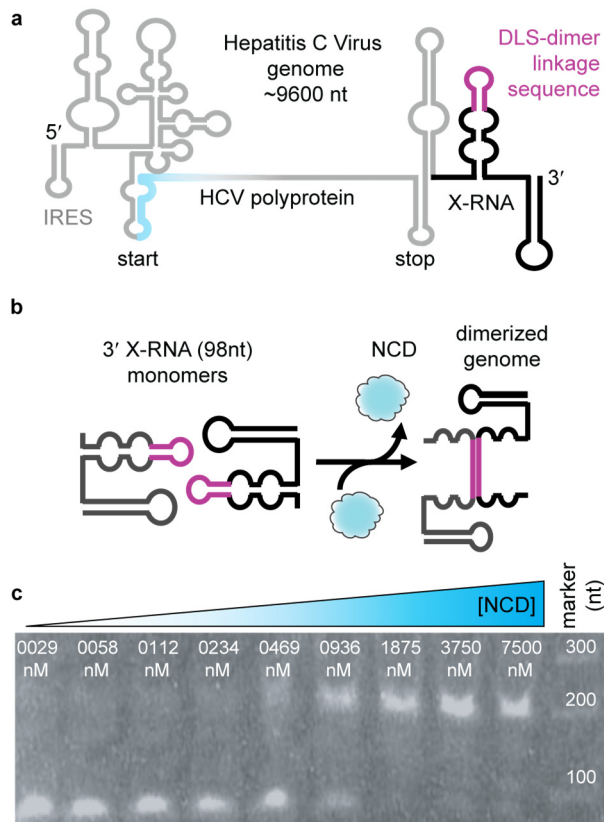 a
Hepatitis C Virus
genome
~9600 nt
DLS-dimer
linkage
sequence
5′
3′
IRES
HCV polyprotein
X-RNA
start
stop
b
3′ X-RNA (98nt)
monomers
NCD
dimerized
genome
c
[NCD]
marker
(nt)
0029 0058 0112 0234 0469 0936 1875 3750 7500 300
nM nM nM nM nM nM nM nM nM
200
100